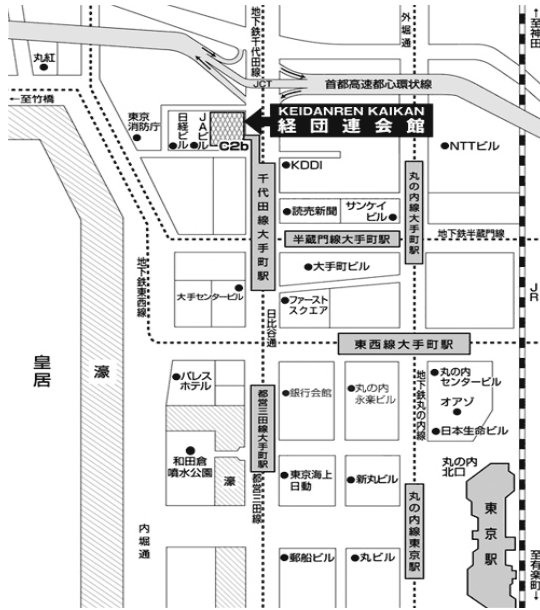 地下鉄千代田線
外堀通
↑至神田
丸紅
JCT
首都高速都心環状線
←至竹橋
東京
消防庁
日経ビル
JAビル
C2b
KEIDANREN KAIKAN
経団連会館
NTTビル
KDDI
千代田線大手町駅
丸の内線大手町駅
読売新聞
サンケイ
ビル
半蔵門線大手町駅
地下鉄半蔵門線
大手町ビル
地下鉄東西線
大手センタービル
ファースト
スクエア
日比谷通
JR
東西線大手町駅
皇居
濠
パレス
ホテル
都営三田線大手町駅
銀行会館
丸の内
永楽ビル
地下鉄丸の内線
丸の内
センタービル
オアゾ
日本生命ビル
和田倉
噴水公園
濠
東京海上
日動
新丸ビル
丸の内
北口
都営三田線
丸の内線東京駅
東京駅
内堀通
郵船ビル
丸ビル
至有楽町↓